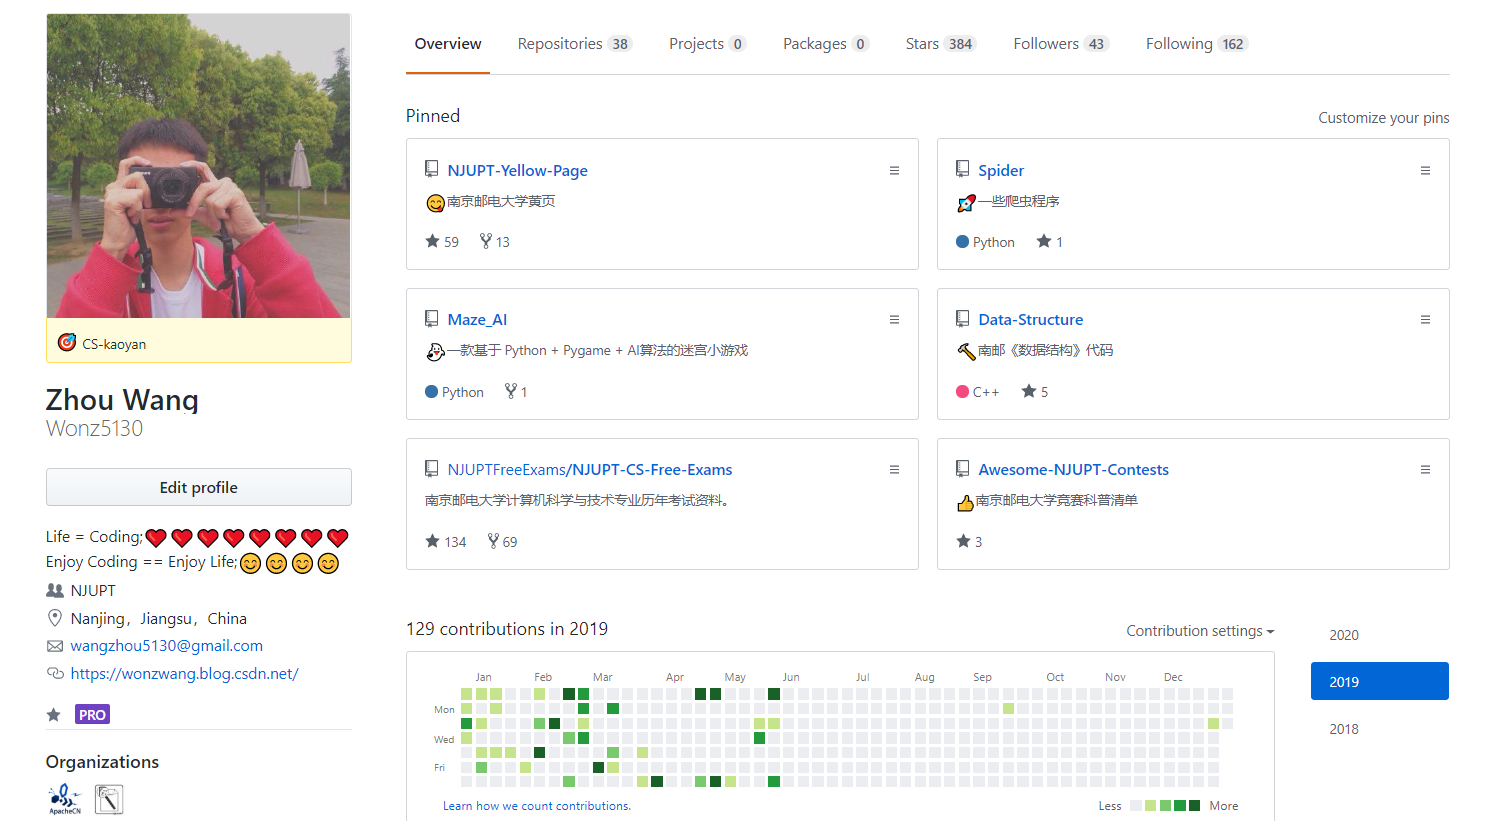 Overview Repositories 38 Projects 0 Packages 0 Stars 384 Followers 43 Following 162
CS-kaoyan
Zhou Wang
Wonz5130
Edit profile
Life = Coding;
Enjoy Coding == Enjoy Life;
NJUPT
Nanjing，Jiangsu，China
wangzhou5130@gmail.com
https://wonzwang.blog.csdn.net/
PRO
Organizations
ApacheCN
Pinned
Customize your pins
NJUPT-Yellow-Page
南京邮电大学黄页
59 13
Spider
一些爬虫程序
Python 1
Maze_AI
一款基于 Python + Pygame + AI算法的迷宫小游戏
Python 1
Data-Structure
南邮《数据结构》代码
C++ 5
NJUPTFreeExams/NJUPT-CS-Free-Exams
南京邮电大学计算机科学与技术专业历年考试资料。
134 69
Awesome-NJUPT-Contests
南京邮电大学竞赛科普清单
3
129 contributions in 2019
Contribution settings
Jan Feb Mar Apr May Jun Jul Aug Sep Oct Nov Dec
Mon
Wed
Fri
Learn how we count contributions.
Less More
2020
2019
2018